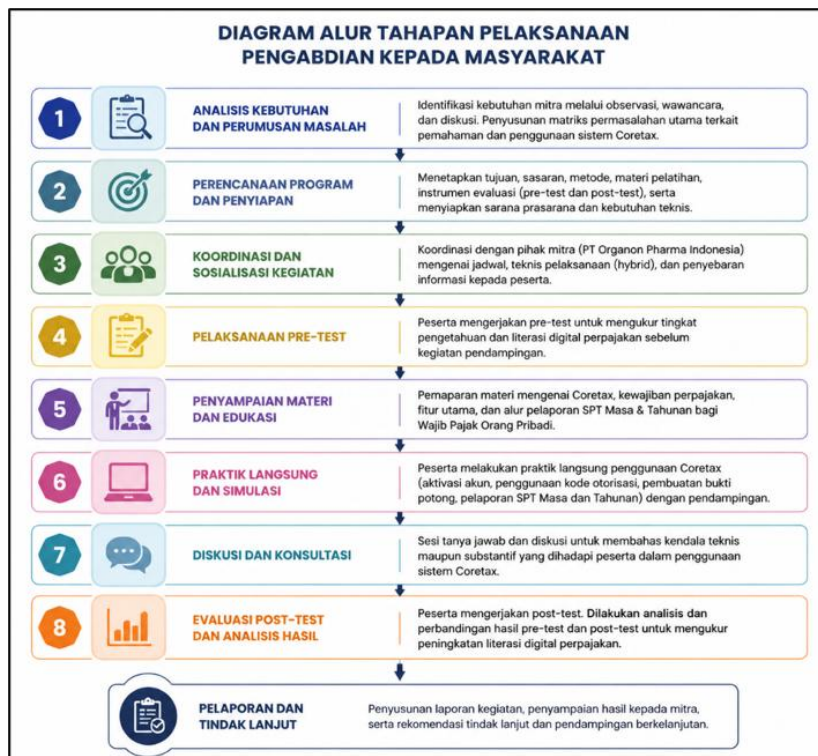 DIAGRAM ALUR TAHAPAN PELAKSANAAN
PENGABDIAN KEPADA MASYARAKAT
1
ANALISIS KEBUTUHAN
DAN PERUMUSAN MASALAH
Identifikasi kebutuhan mitra melalui observasi, wawancara,
dan diskusi. Penyusunan matriks permasalahan utama terkait
pemahaman dan penggunaan sistem Coretax.
2
PERENCANAAN PROGRAM
DAN PENYIAPAN
Menetapkan tujuan, sasaran, metode, materi pelatihan,
instrumen evaluasi (pre-test dan post-test), serta
menyiapkan sarana prasarana dan kebutuhan teknis.
3
KOORDINASI DAN
SOSIALISASI KEGIATAN
Koordinasi dengan pihak mitra (PT Organon Pharma Indonesia)
mengenai jadwal, teknis pelaksanaan (hybrid), dan penyebaran
informasi kepada peserta.
4
PELAKSANAAN PRE-TEST
Peserta mengerjakan pre-test untuk mengukur tingkat
pengetahuan dan literasi digital perpajakan sebelum
kegiatan pendampingan.
5
PENYAMPAIAN MATERI
DAN EDUKASI
Pemaparan materi mengenai Coretax, kewajiban perpajakan,
fitur utama, dan alur pelaporan SPT Masa & Tahunan bagi
Wajib Pajak Orang Pribadi.
6
PRAKTIK LANGSUNG
DAN SIMULASI
Peserta melakukan praktik langsung penggunaan Coretax
(aktivasi akun, penggunaan kode otorisasi, pembuatan bukti
potong, pelaporan SPT Masa dan Tahunan) dengan pendampingan.
7
DISKUSI DAN KONSULTASI
Sesi tanya jawab dan diskusi untuk membahas kendala teknis
maupun substantif yang dihadapi peserta dalam penggunaan
sistem Coretax.
8
EVALUASI POST-TEST
DAN ANALISIS HASIL
Peserta mengerjakan post-test. Dilakukan analisis dan
perbandingan hasil pre-test dan post-test untuk mengukur
peningkatan literasi digital perpajakan.
PELAPORAN DAN
TINDAK LANJUT
Penyusunan laporan kegiatan, penyampaian hasil kepada mitra,
serta rekomendasi tindak lanjut dan pendampingan berkelanjutan.